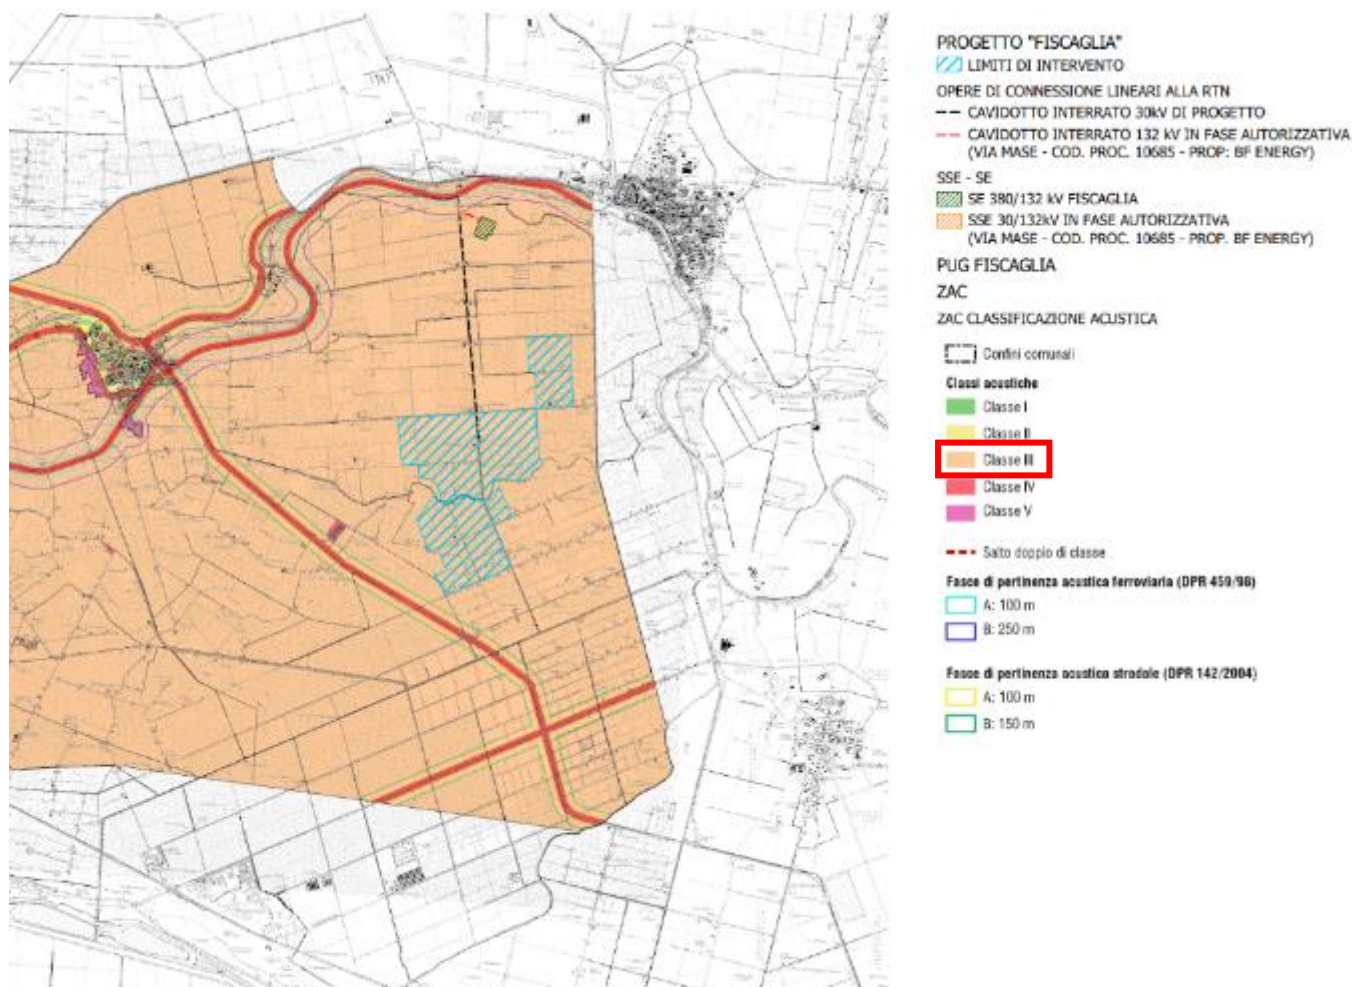 PROGETTO "FISCAGLIA"
LIMITI DI INTERVENTO
OPERE DI CONNESSIONE LINEARI ALLA RTN
CAVIDOTTO INTERRATO 30kV DI PROGETTO
CAVIDOTTO INTERRATO 132 kV IN FASE AUTORIZZATIVA
(VIA MASE - COD. PROC. 10685 - PROP: BF ENERGY)
SSE - SE
SE 380/132 kV FISCAGLIA
SSE 30/132kV IN FASE AUTORIZZATIVA
(VIA MASE - COD. PROC. 10685 - PROP. BF ENERGY)
PUG FISCAGLIA
ZAC
ZAC CLASSIFICAZIONE ACUSTICA
Confini comunali
Classi acustiche
Classe I
Classe II
Classe III
Classe IV
Classe V
Salto doppio di classe
Fasce di pertinenza acustica ferroviaria (DPR 459/98)
A: 100 m
B: 250 m
Fasce di pertinenza acustica stradale (DPR 142/2004)
A: 100 m
B: 150 m